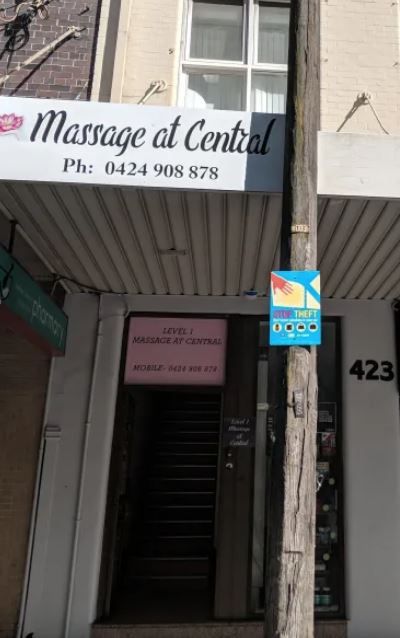 Massage at Central
Ph: 0424 908 878
pharmacy
STOP THEFT
LEVEL 1
MASSAGE AT CENTRAL
MOBILE- 0424 908 878
423
Level 1
Massage
at
Central